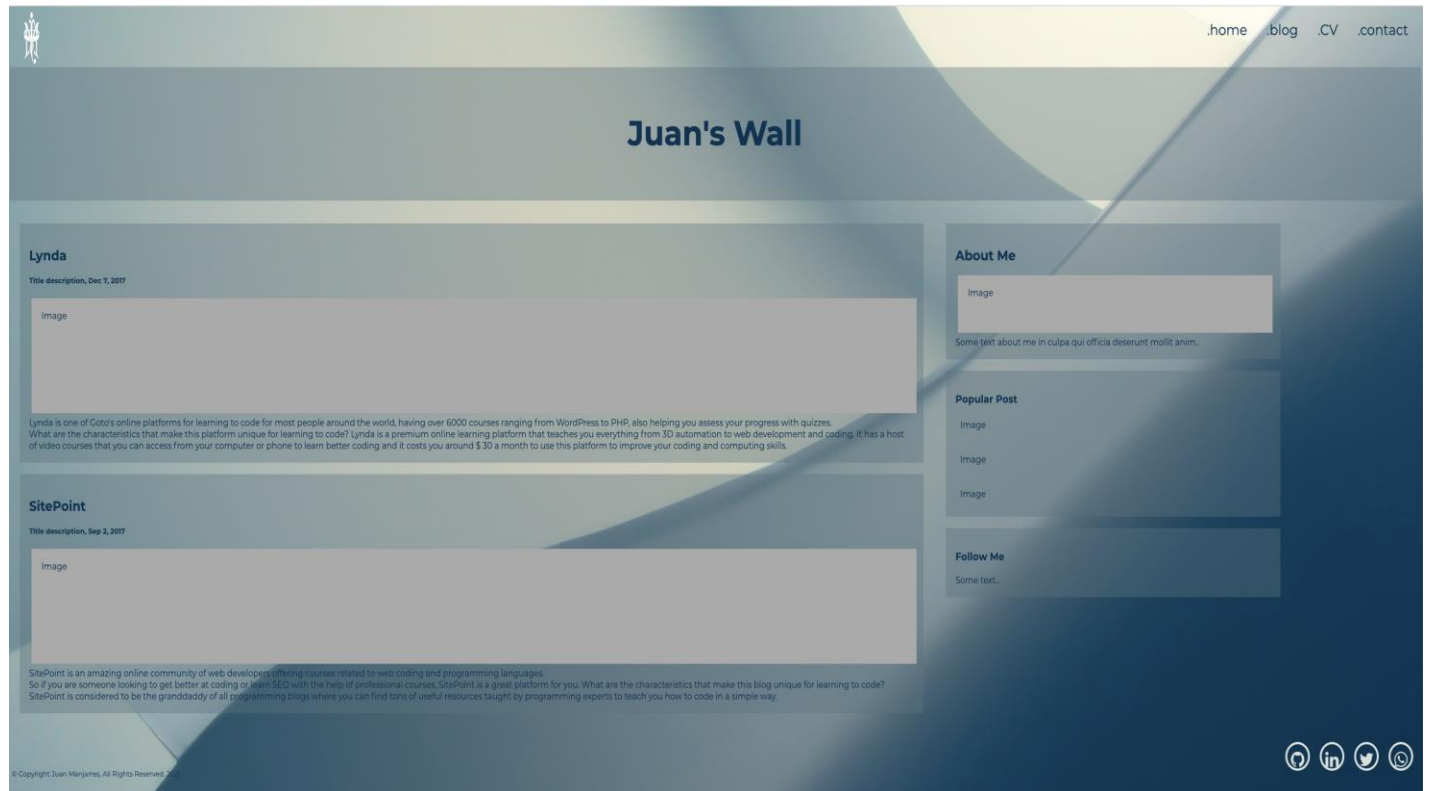 .home .blog .CV .contact
Juan's Wall
Lynda
Title description, Dec 7, 2017
Image
Lynda is one of Goto's online platforms for learning to code for most people around the world, having over 6000 courses ranging from WordPress to PHP, also helping you assess your progress with quizzes.
What are the characteristics that make this platform unique for learning to code? Lynda is a premium online learning platform that teaches you everything from 3D automation to web development and coding. It has a host
of video courses that you can access from your computer or phone to learn better coding and it costs you around $ 30 a month to use this platform to improve your coding and computing skills.
SitePoint
Title description, Sep 2, 2017
Image
SitePoint is an amazing online community of web developers offering courses related to web coding and programming languages.
So if you are someone looking to get better at coding or learn SEO with the help of professional courses, SitePoint is a great platform for you. What are the characteristics that make this blog unique for learning to code?
SitePoint is considered to be the granddaddy of all programming blogs where you can find tons of useful resources taught by programming experts to teach you how to code in a simple way.
About Me
Image
Some text about me in culpa qui officia deserunt mollit anim..
Popular Post
Image
Image
Image
Follow Me
Some text..
© Copyright Juan Manjarres, All Rights Reserved.
in